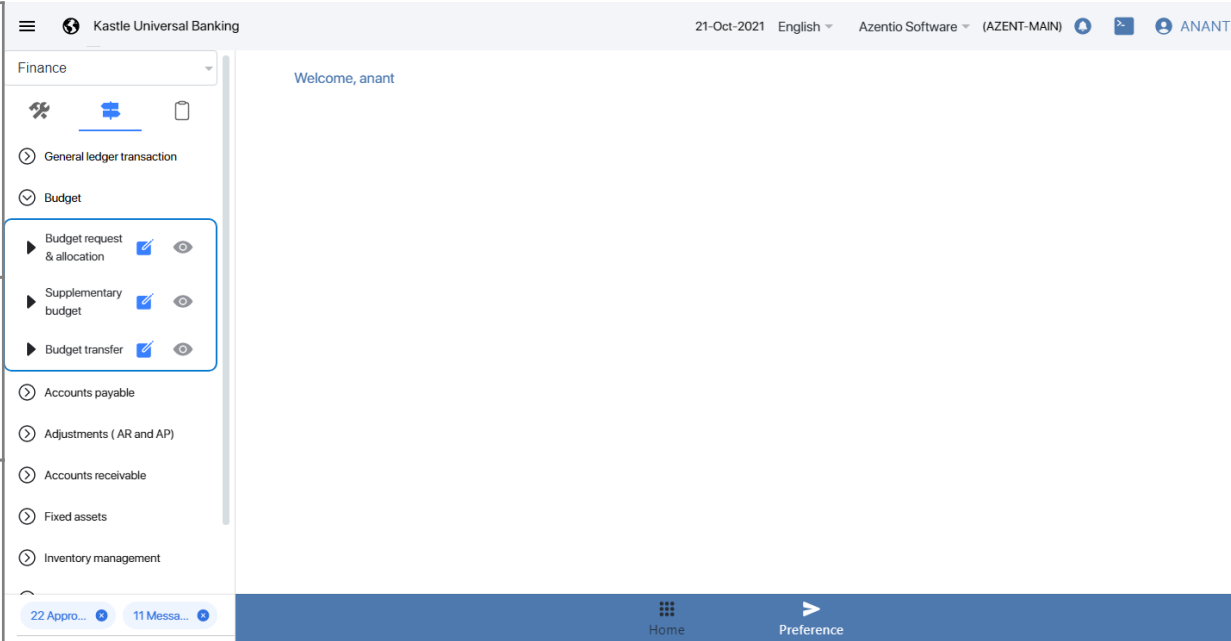 Kastle Universal Banking
21-Oct-2021 English Azentio Software (AZENT-MAIN) ANANT
Finance
Welcome, anant
General ledger transaction
Budget
Budget request
& allocation
Supplementary
budget
Budget transfer
Accounts payable
Adjustments ( AR and AP)
Accounts receivable
Fixed assets
Inventory management
22 Appro... 11 Messa...
Home Preference